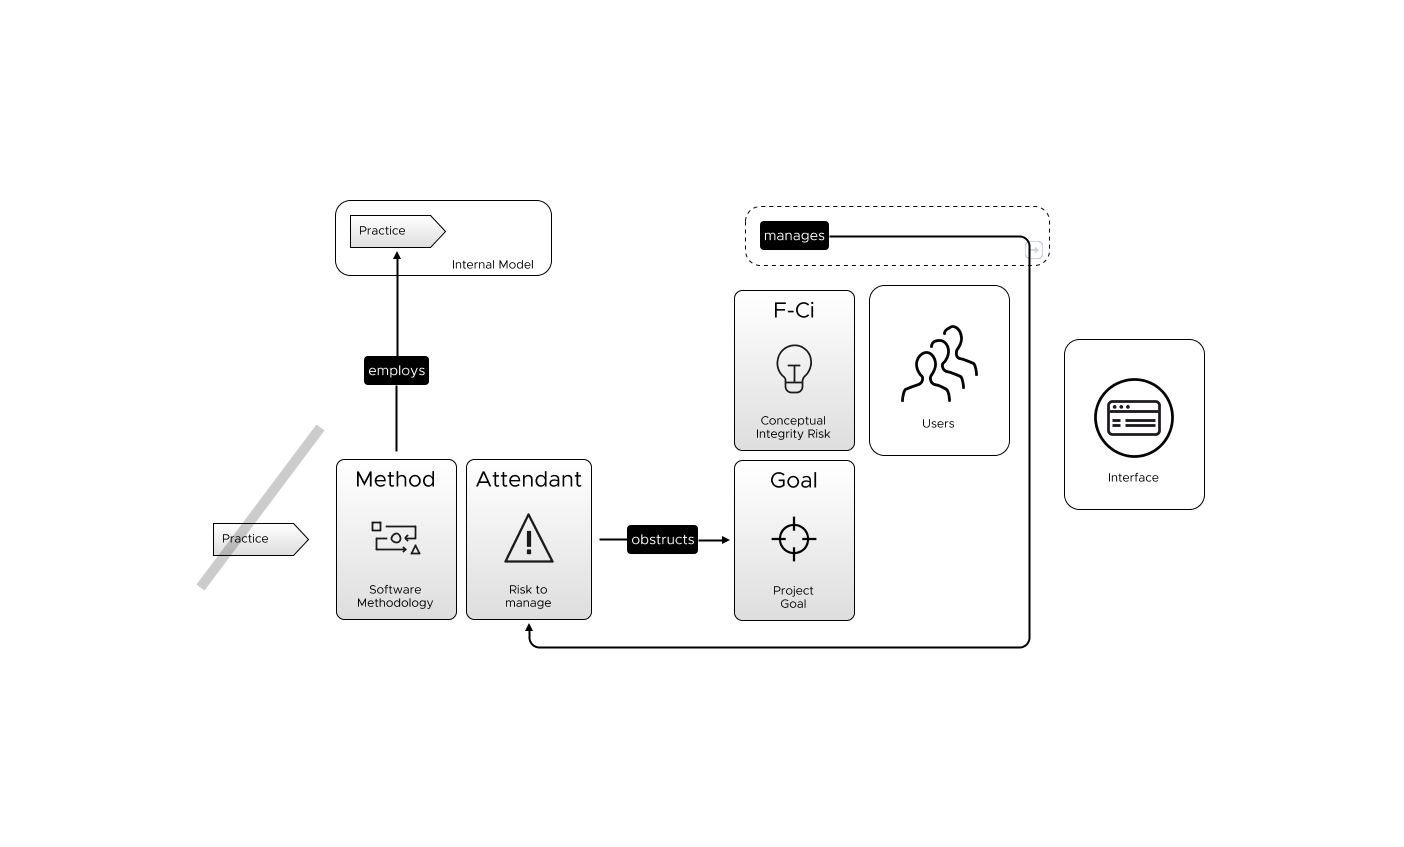 Practice
Internal Model
manages
employs
F-Ci
Conceptual
Integrity Risk
Users
Interface
Practice
Method
Software
Methodology
Attendant
Risk to
manage
obstructs
Goal
Project
Goal